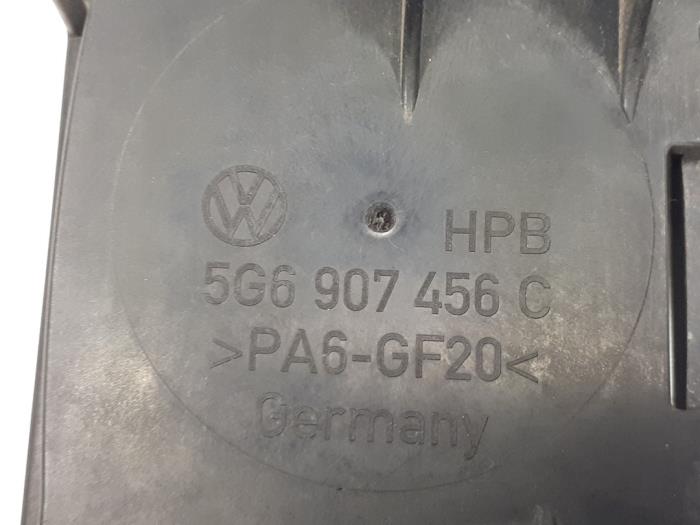 HPB
5G6 907 456 C
>PA6-GF20<
Germany